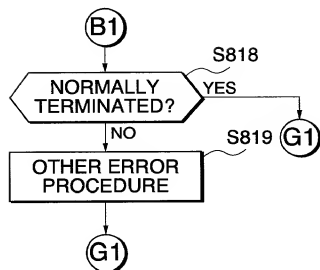 B1
S818
NORMALLY
TERMINATED?
YES
NO
G1
S819
OTHER ERROR
PROCEDURE
G1